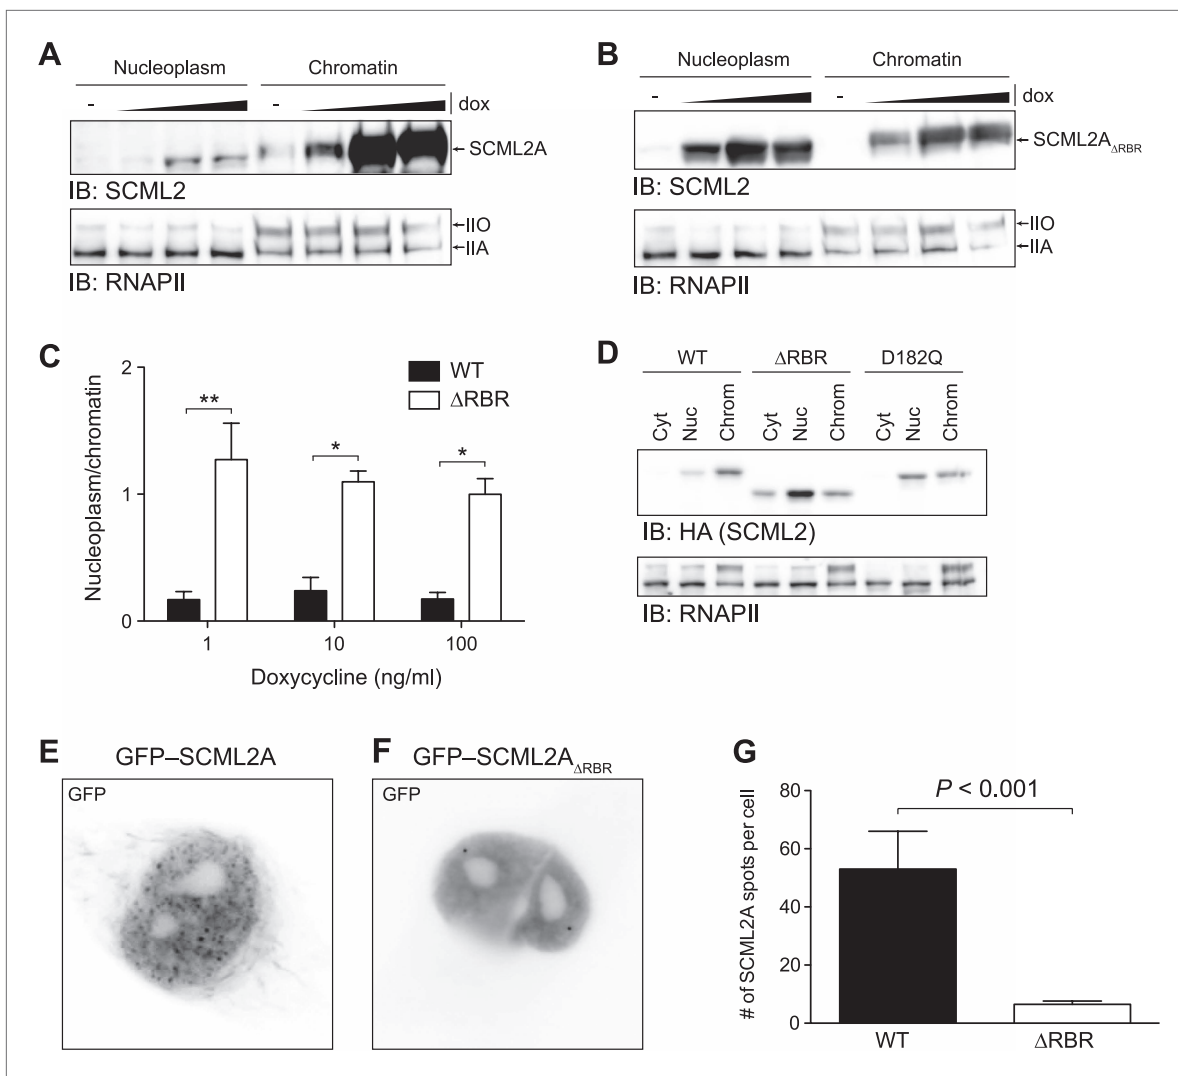 A
Nucleoplasm Chromatin
- - dox
SCML2A
IB: SCML2
IIO
IIA
IB: RNAPII
B
Nucleoplasm Chromatin
- - dox
SCML2AΔRBR
IB: SCML2
IIO
IIA
IB: RNAPII
C
2
1
0
Nucleoplasm/chromatin
WT
ΔRBR
** * *
1 10 100
Doxycycline (ng/ml)
D
WT ΔRBR D182Q
Cyt Nuc Chrom Cyt Nuc Chrom Cyt Nuc Chrom
IB: HA (SCML2)
IB: RNAPII
E
GFP–SCML2A
GFP
F
GFP–SCML2AΔRBR
GFP
G
# of SCML2A spots per cell
80
60
40
20
0
P < 0.001
WT ΔRBR